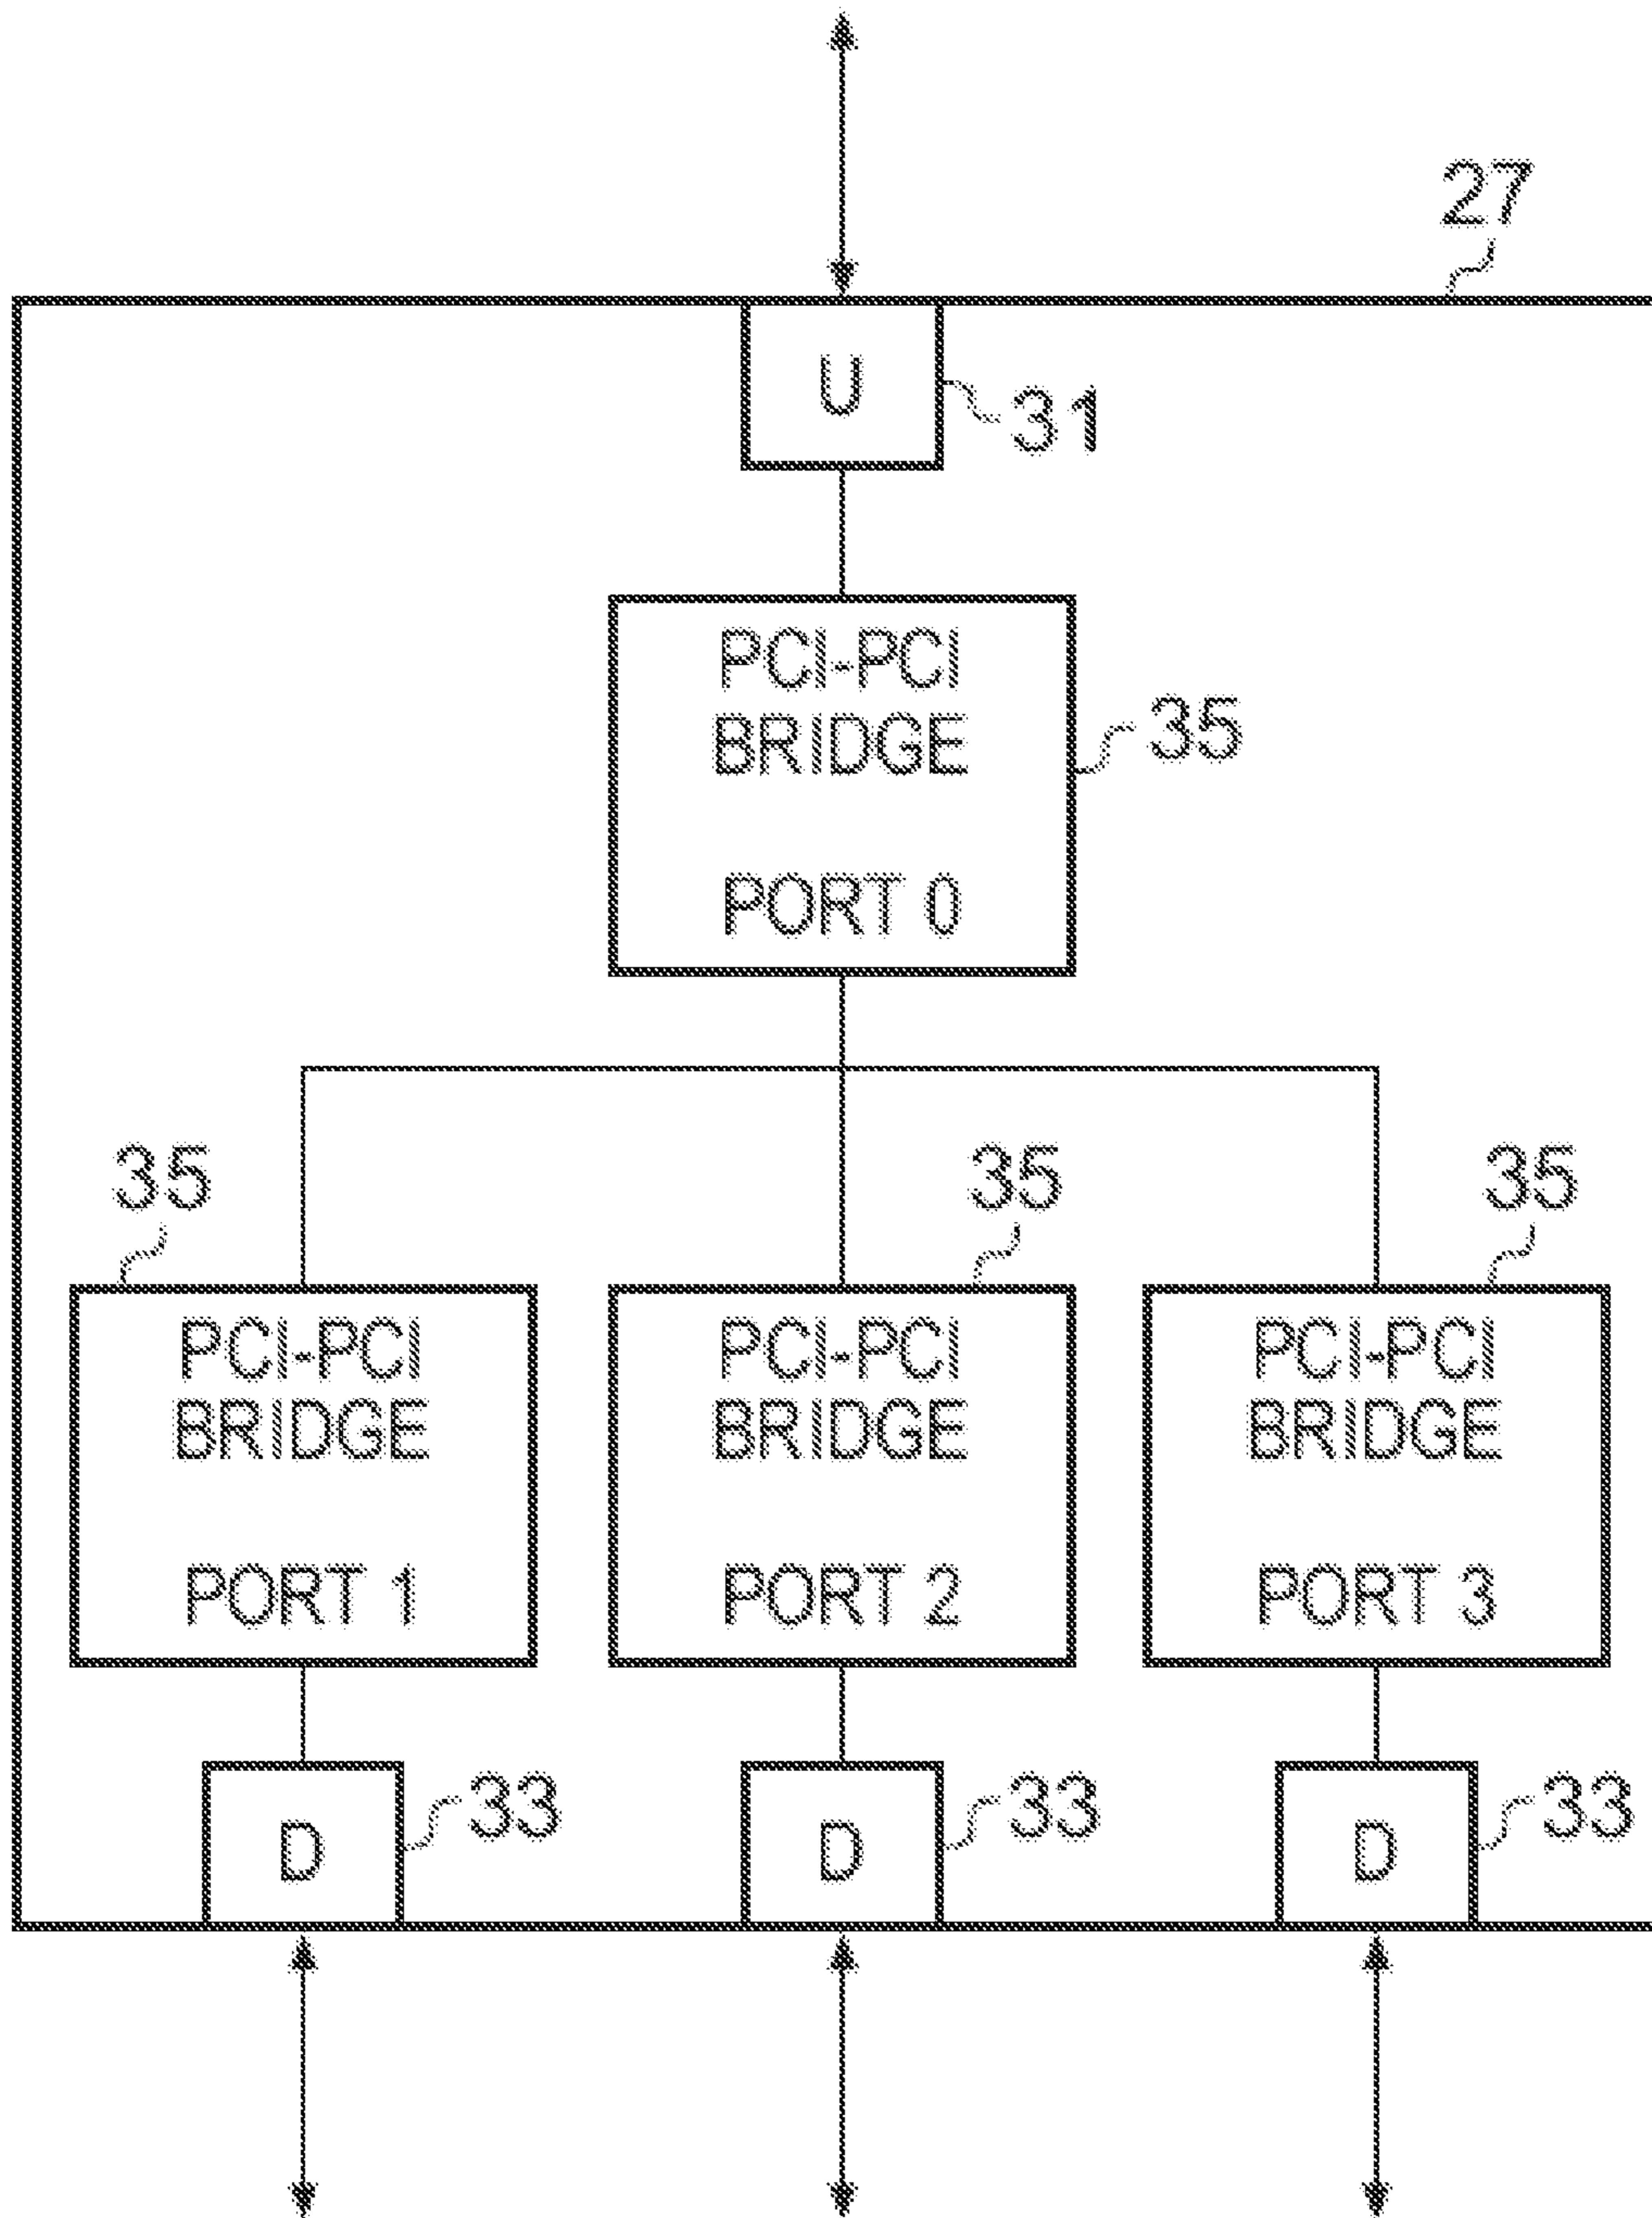 27
U
31
PCI-PCI
BRIDGE
35
PORT 0
35
35
35
PCI-PCI
BRIDGE
PORT 1
PCI-PCI
BRIDGE
PORT 2
PCI-PCI
BRIDGE
PORT 3
D
33
D
33
D
33